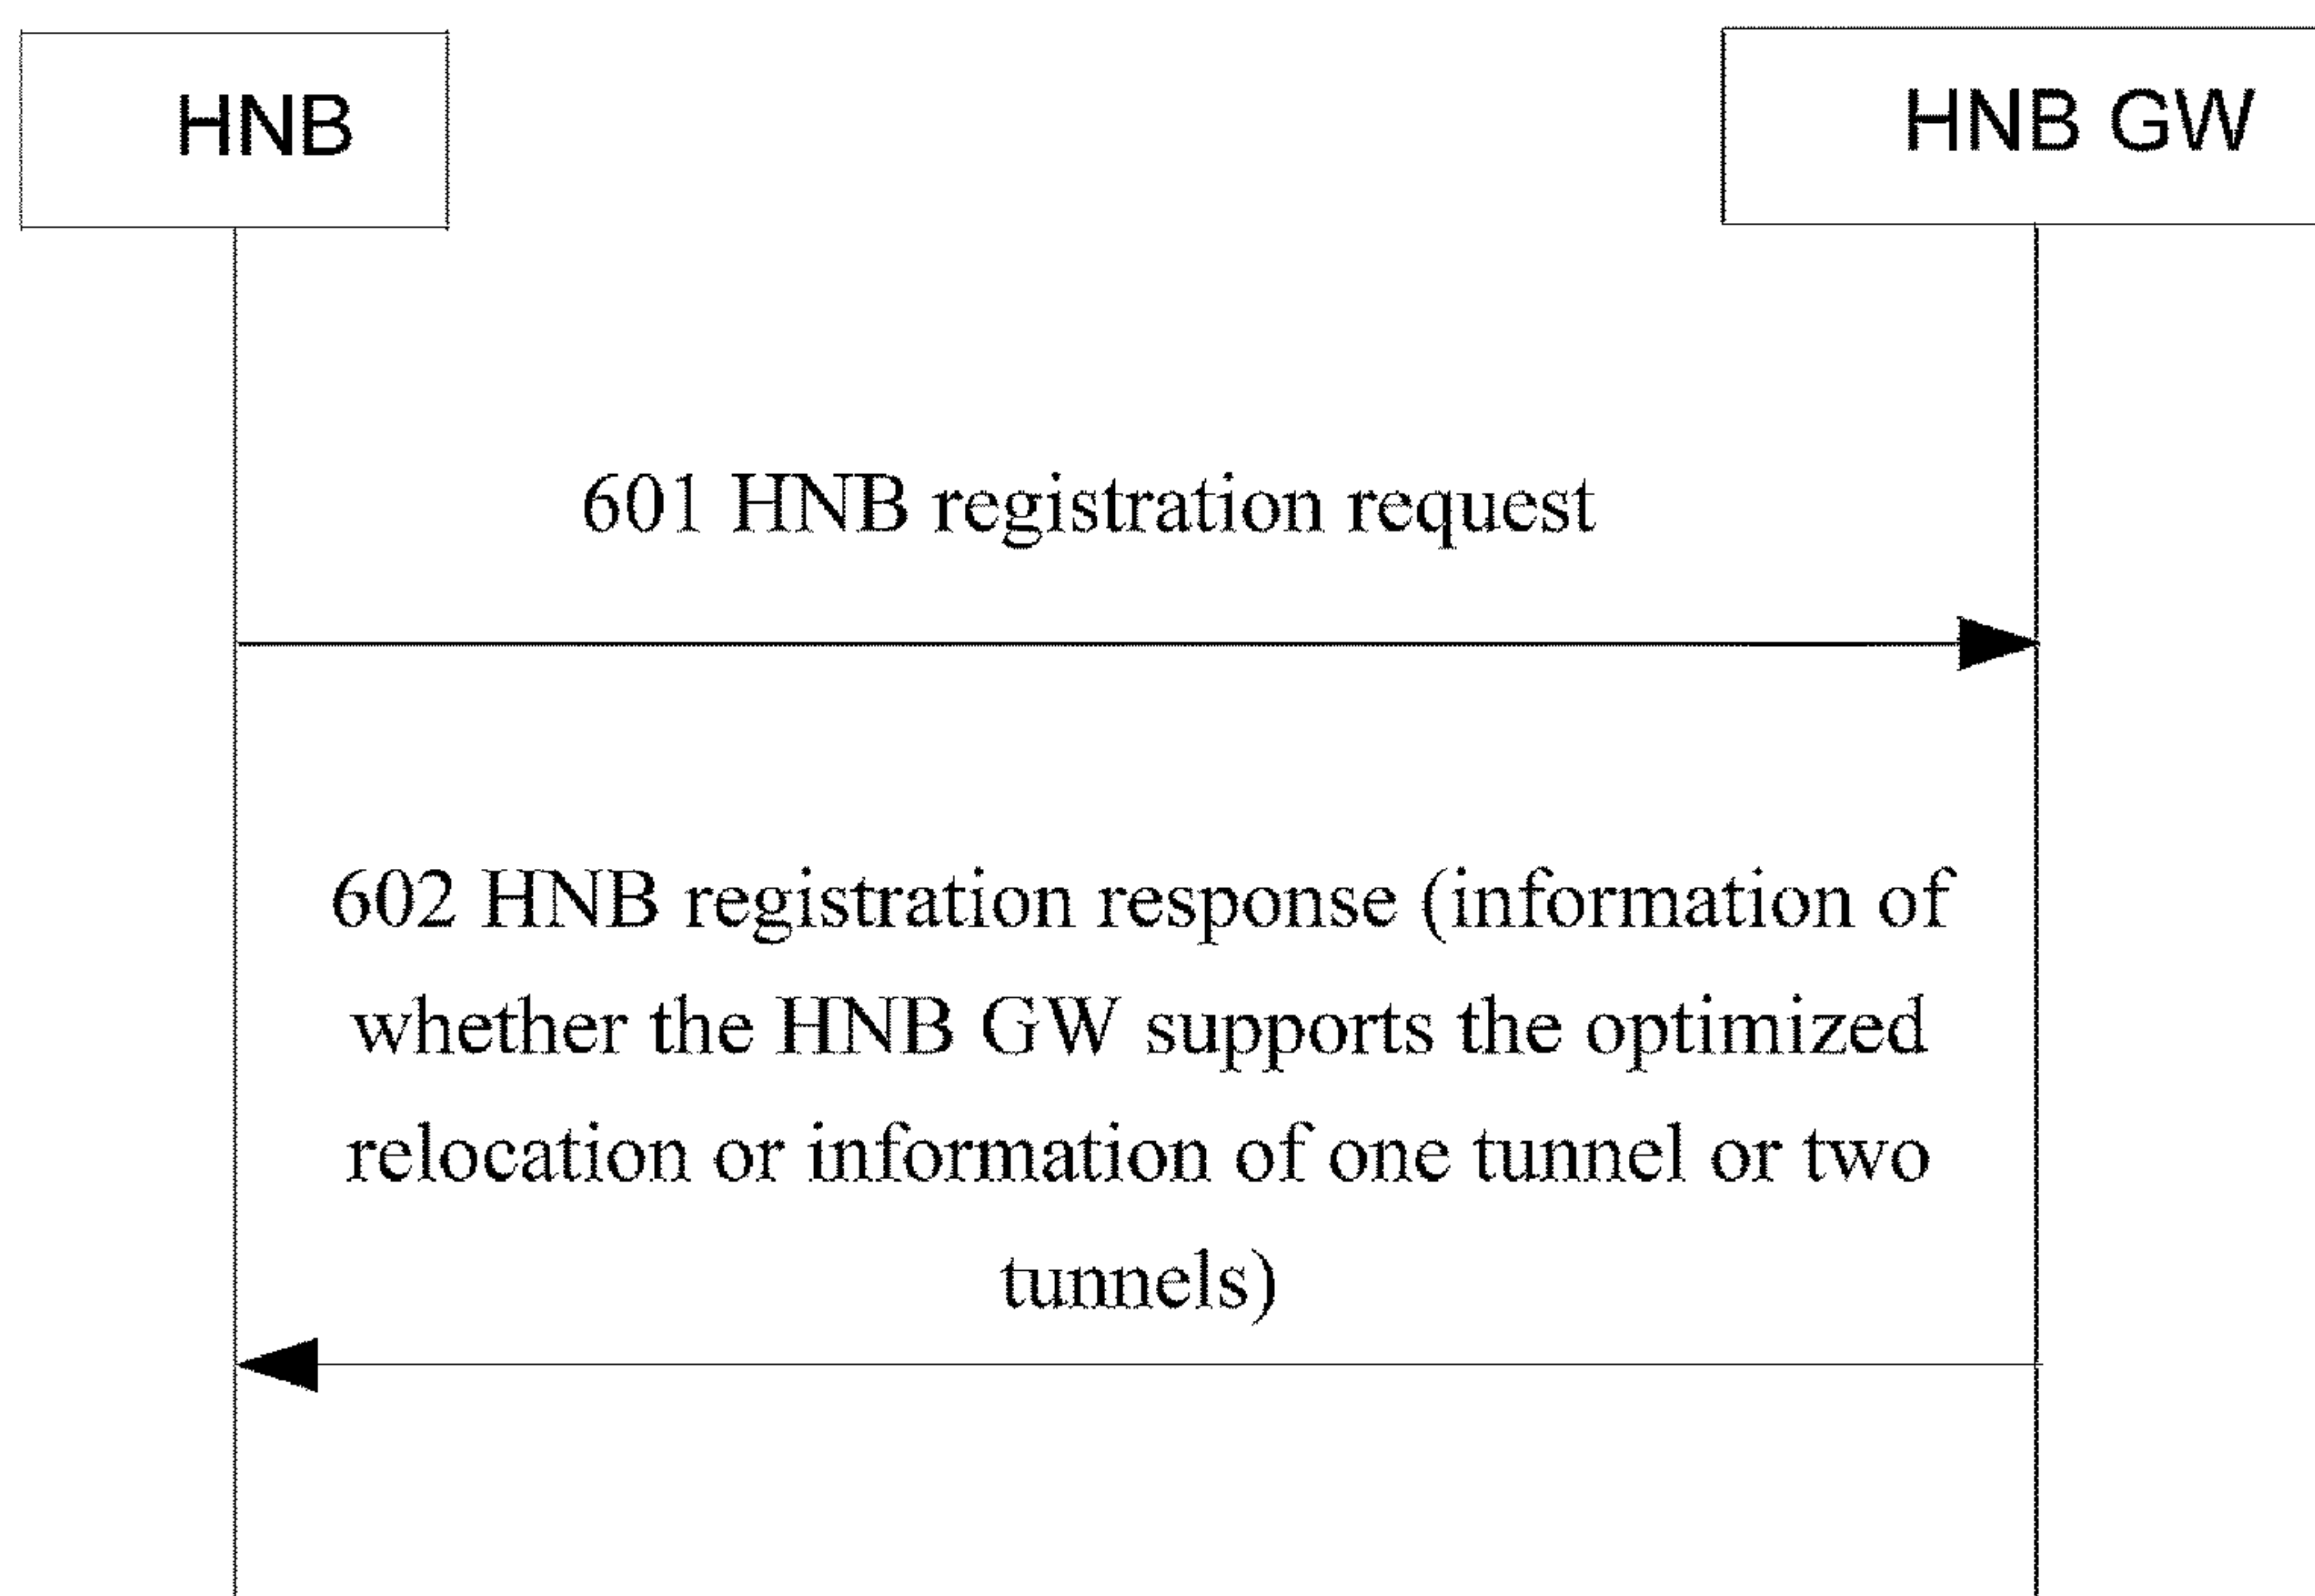 HNB
HNB GW
601 HNB registration request
602 HNB registration response (information of
whether the HNB GW supports the optimized
relocation or information of one tunnel or two
tunnels)